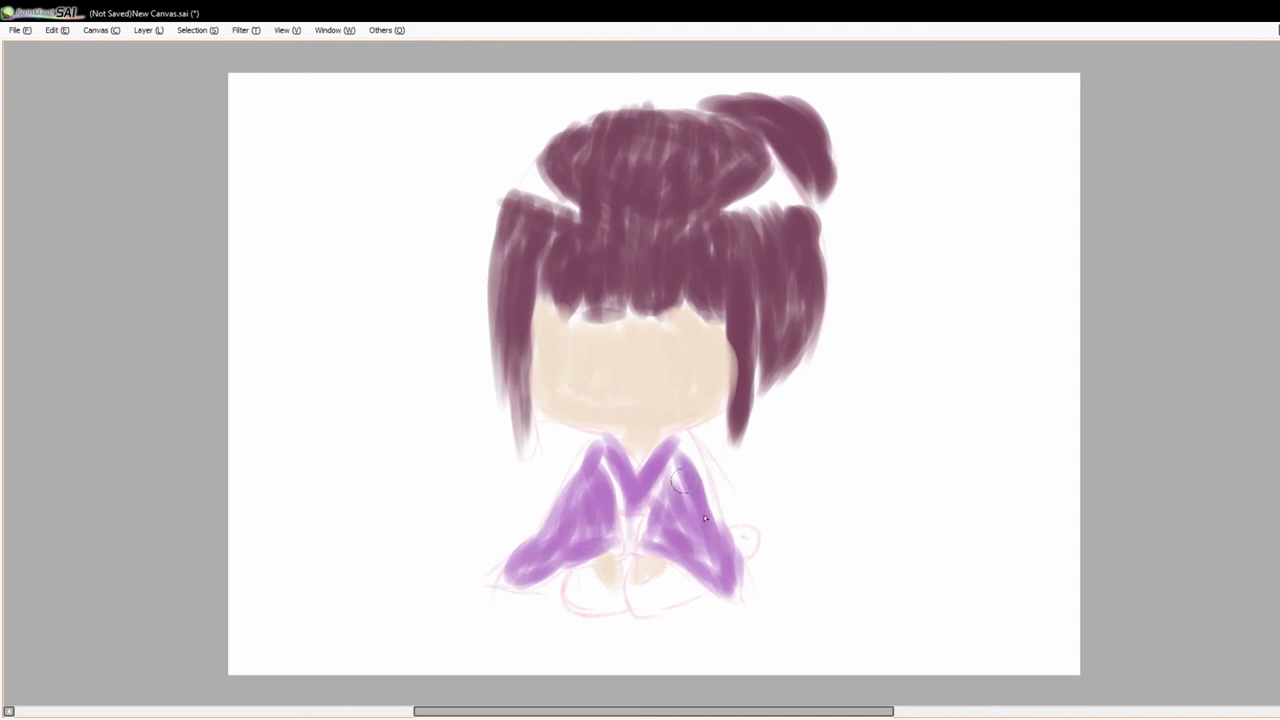 PaintTool SAI (Not Saved)New Canvas.sai (*)
File (F) Edit (E) Canvas (C) Layer (L) Selection (S) Filter (T) View (V) Window (W) Others (O)